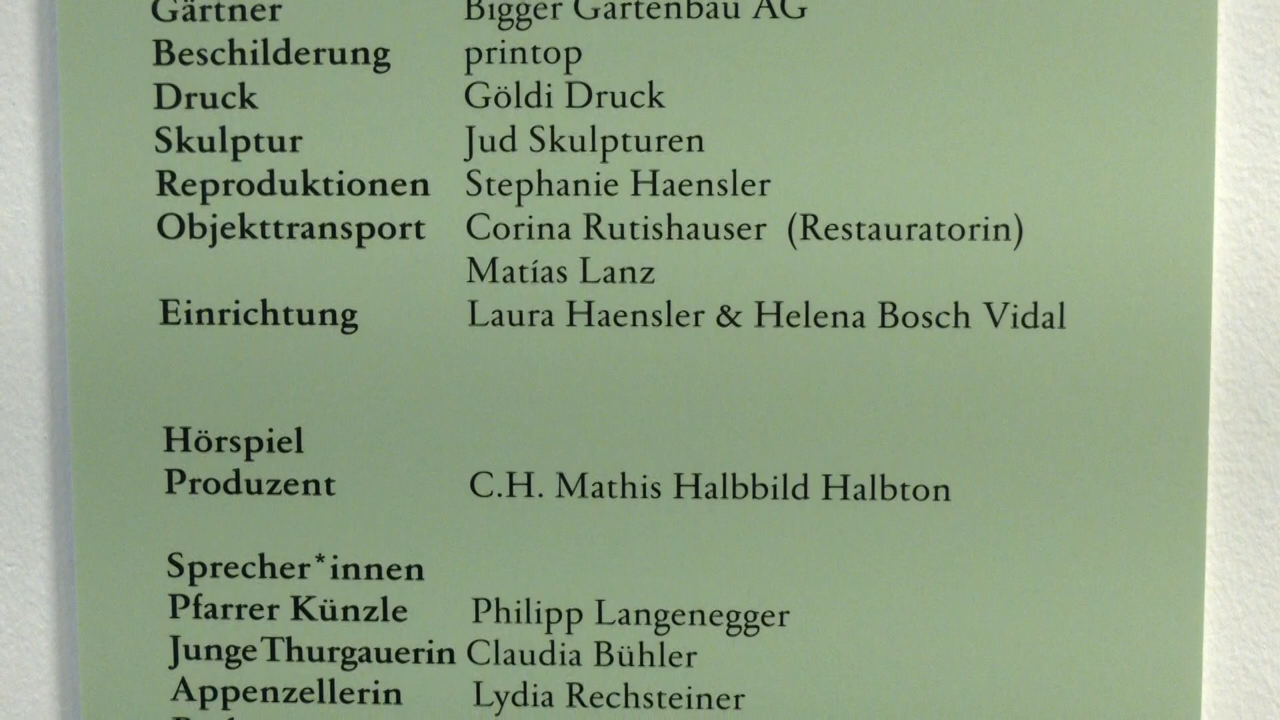 Gärtner Bigger Gartenbau AG
Beschilderung printop
Druck Göldi Druck
Skulptur Jud Skulpturen
Reproduktionen Stephanie Haensler
Objekttransport Corina Rutishauser (Restauratorin)
Matías Lanz
Einrichtung Laura Haensler & Helena Bosch Vidal
Hörspiel
Produzent C.H. Mathis Halbbild Halbton
Sprecher*innen
Pfarrer Künzle Philipp Langenegger
Junge Thurgauerin Claudia Bühler
Appenzellerin Lydia Rechsteiner